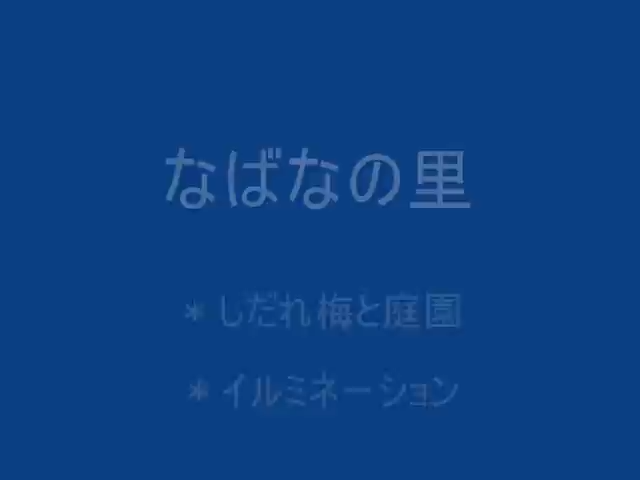 なばなの里
＊しだれ梅と庭園
＊イルミネーション